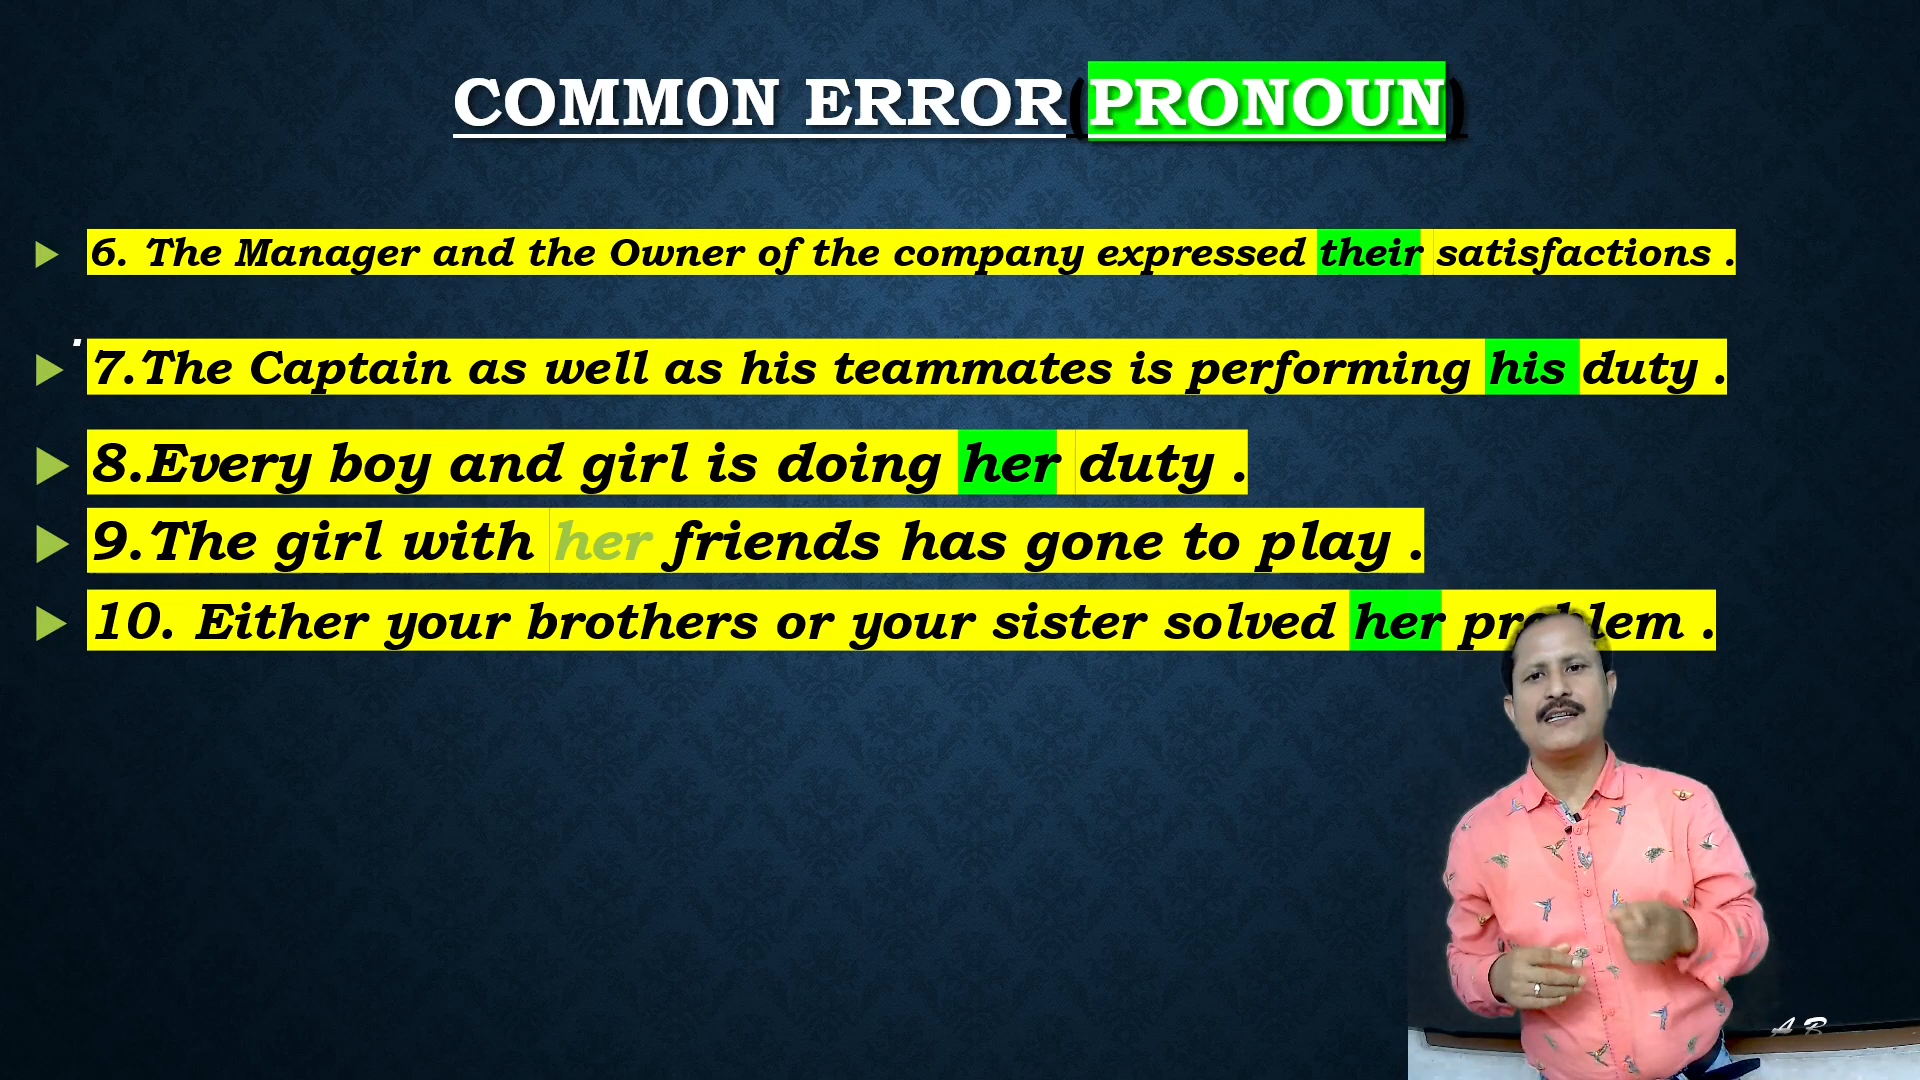 COMMON ERROR(PRONOUN)
6. The Manager and the Owner of the company expressed their satisfactions .
.
7.The Captain as well as his teammates is performing his duty .
8.Every boy and girl is doing her duty .
9.The girl with her friends has gone to play .
10. Either your brothers or your sister solved her problem .
A B